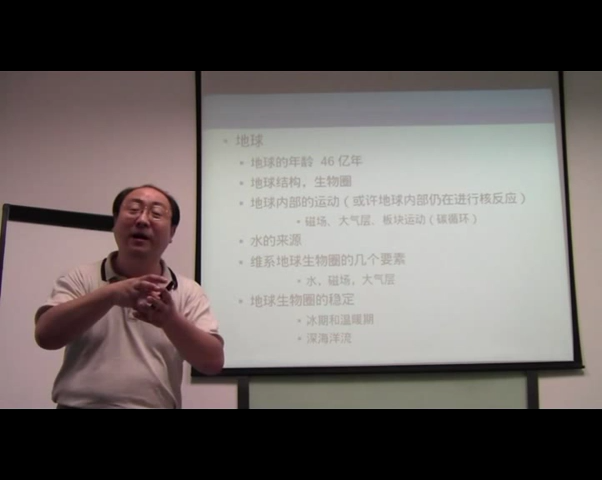 • 地球
• 地球的年龄 46 亿年
• 地球结构，生物圈
• 地球内部的运动（或许地球内部仍在进行核反应）
• 磁场、大气层、板块运动（碳循环）
• 水的来源
• 维系地球生物圈的几个要素
• 水，磁场，大气层
• 地球生物圈的稳定
• 冰期和温暖期
• 深海洋流